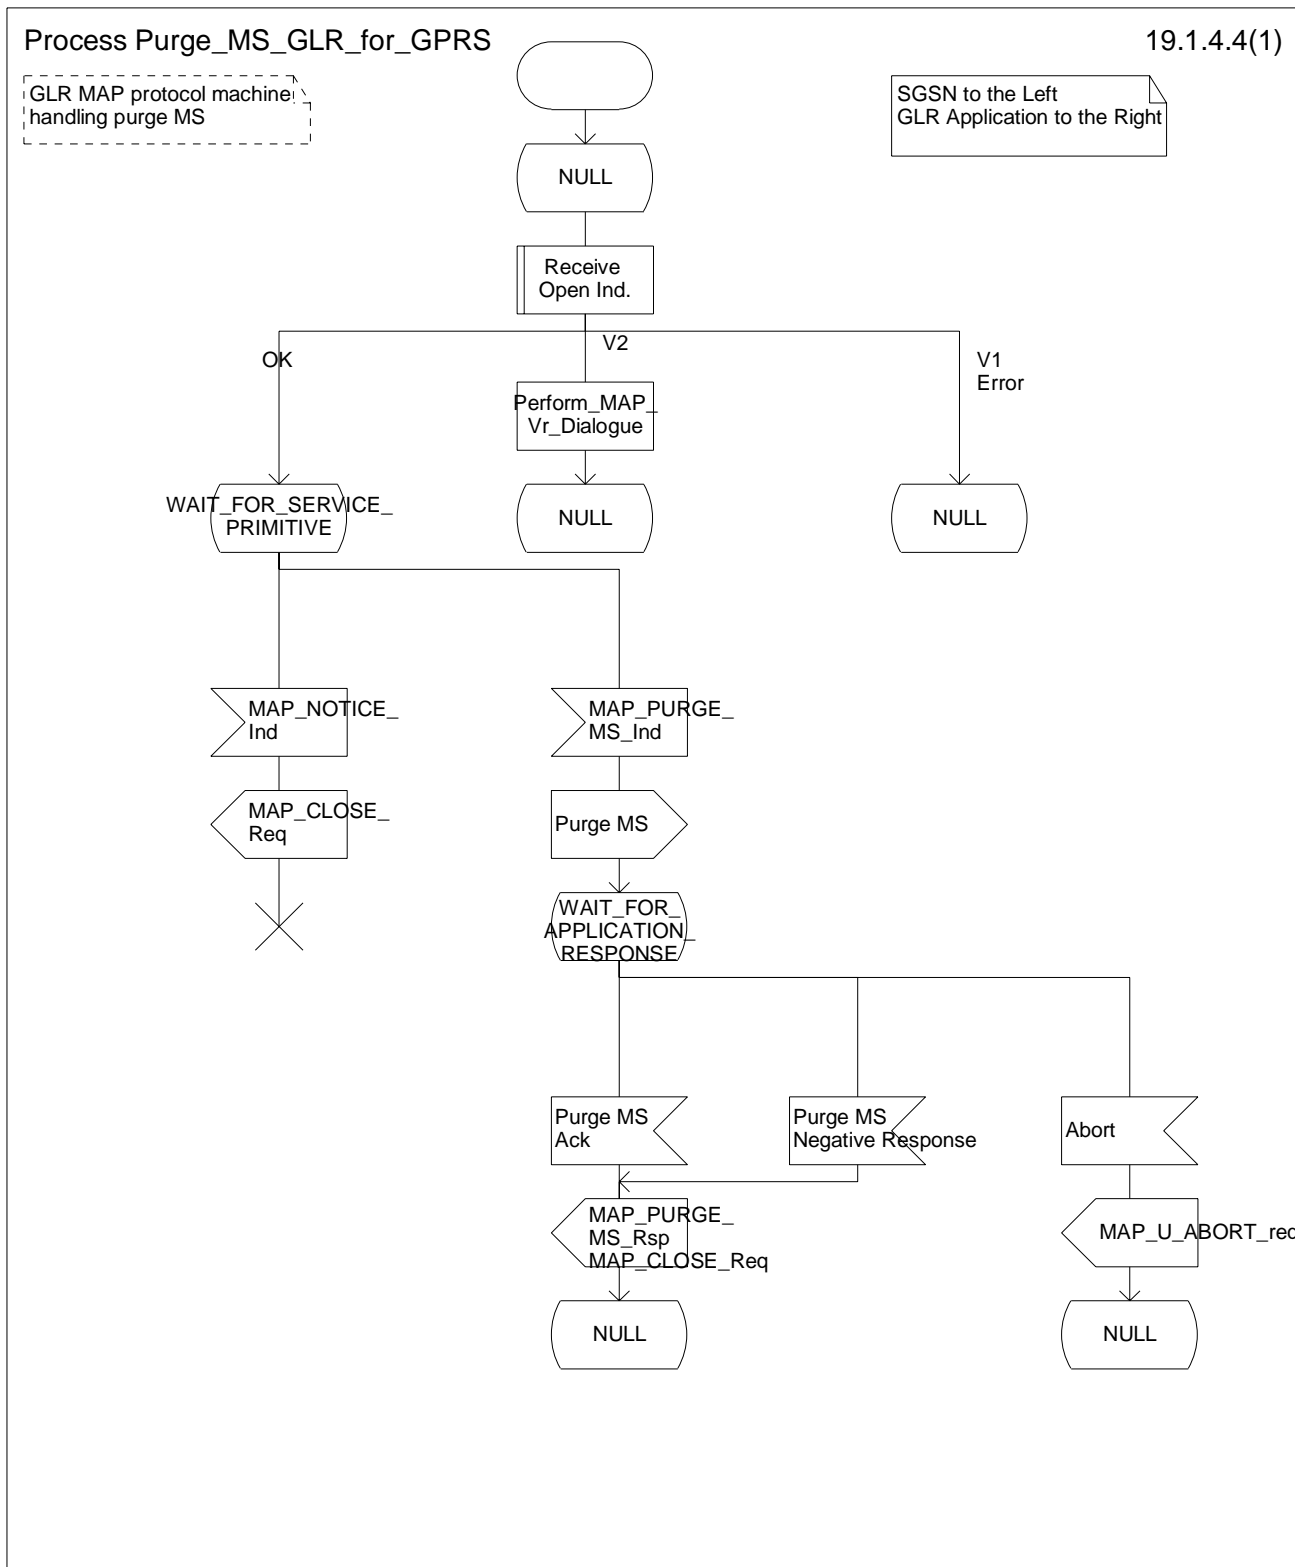 Process Purge_MS_GLR_for_GPRS
19.1.4.4(1)
GLR MAP protocol machine
handling purge MS
SGSN to the Left
GLR Application to the Right
NULL
Receive
Open Ind.
OK
V2
V1
Error
Perform_MAP_
Vr_Dialogue
WAIT_FOR_SERVICE_
PRIMITIVE
NULL
NULL
MAP_NOTICE_
Ind
MAP_PURGE_
MS_Ind
MAP_CLOSE_
Req
Purge MS
WAIT_FOR_
APPLICATION_
RESPONSE
Purge MS
Ack
Purge MS
Negative Response
Abort
MAP_PURGE_
MS_Rsp
MAP_CLOSE_Req
MAP_U_ABORT_req
NULL
NULL